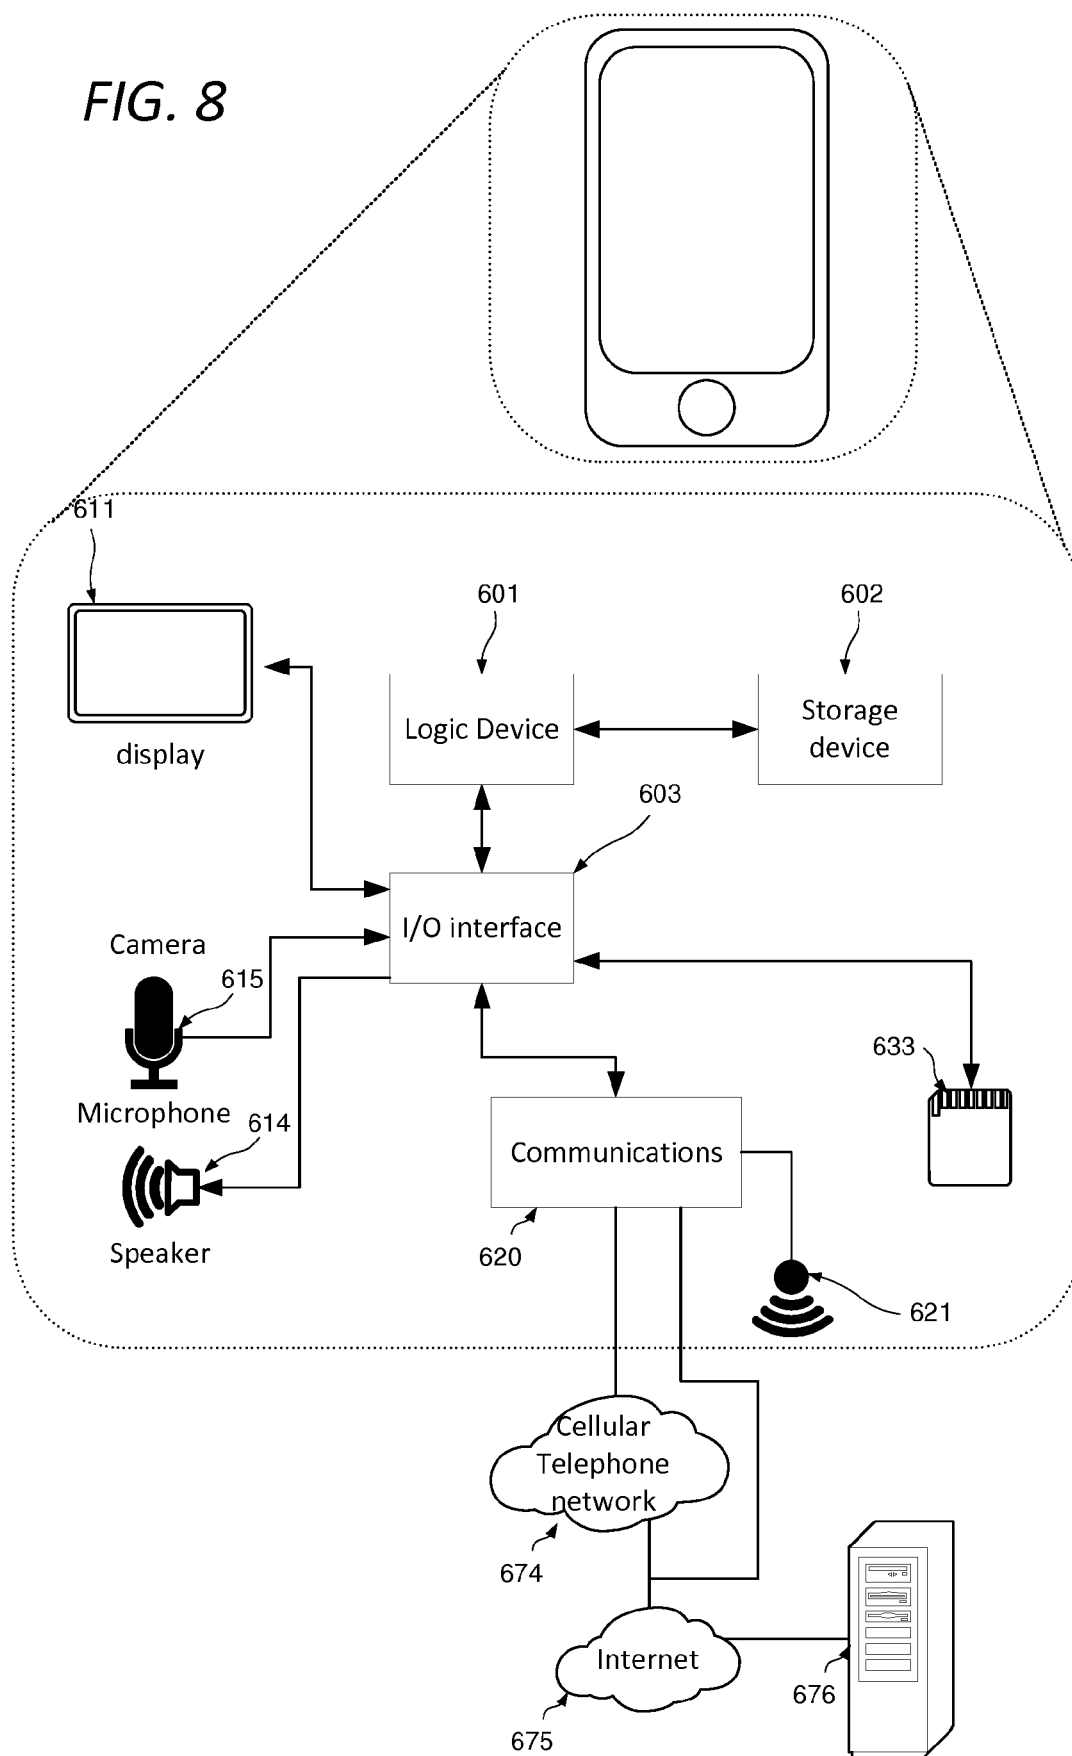 FIG. 8
611
601
602
Logic Device
Storage
device
display
603
I/O interface
Camera
615
633
Microphone
614
Communications
Speaker
620
621
Cellular
Telephone
network
674
Internet
676
675